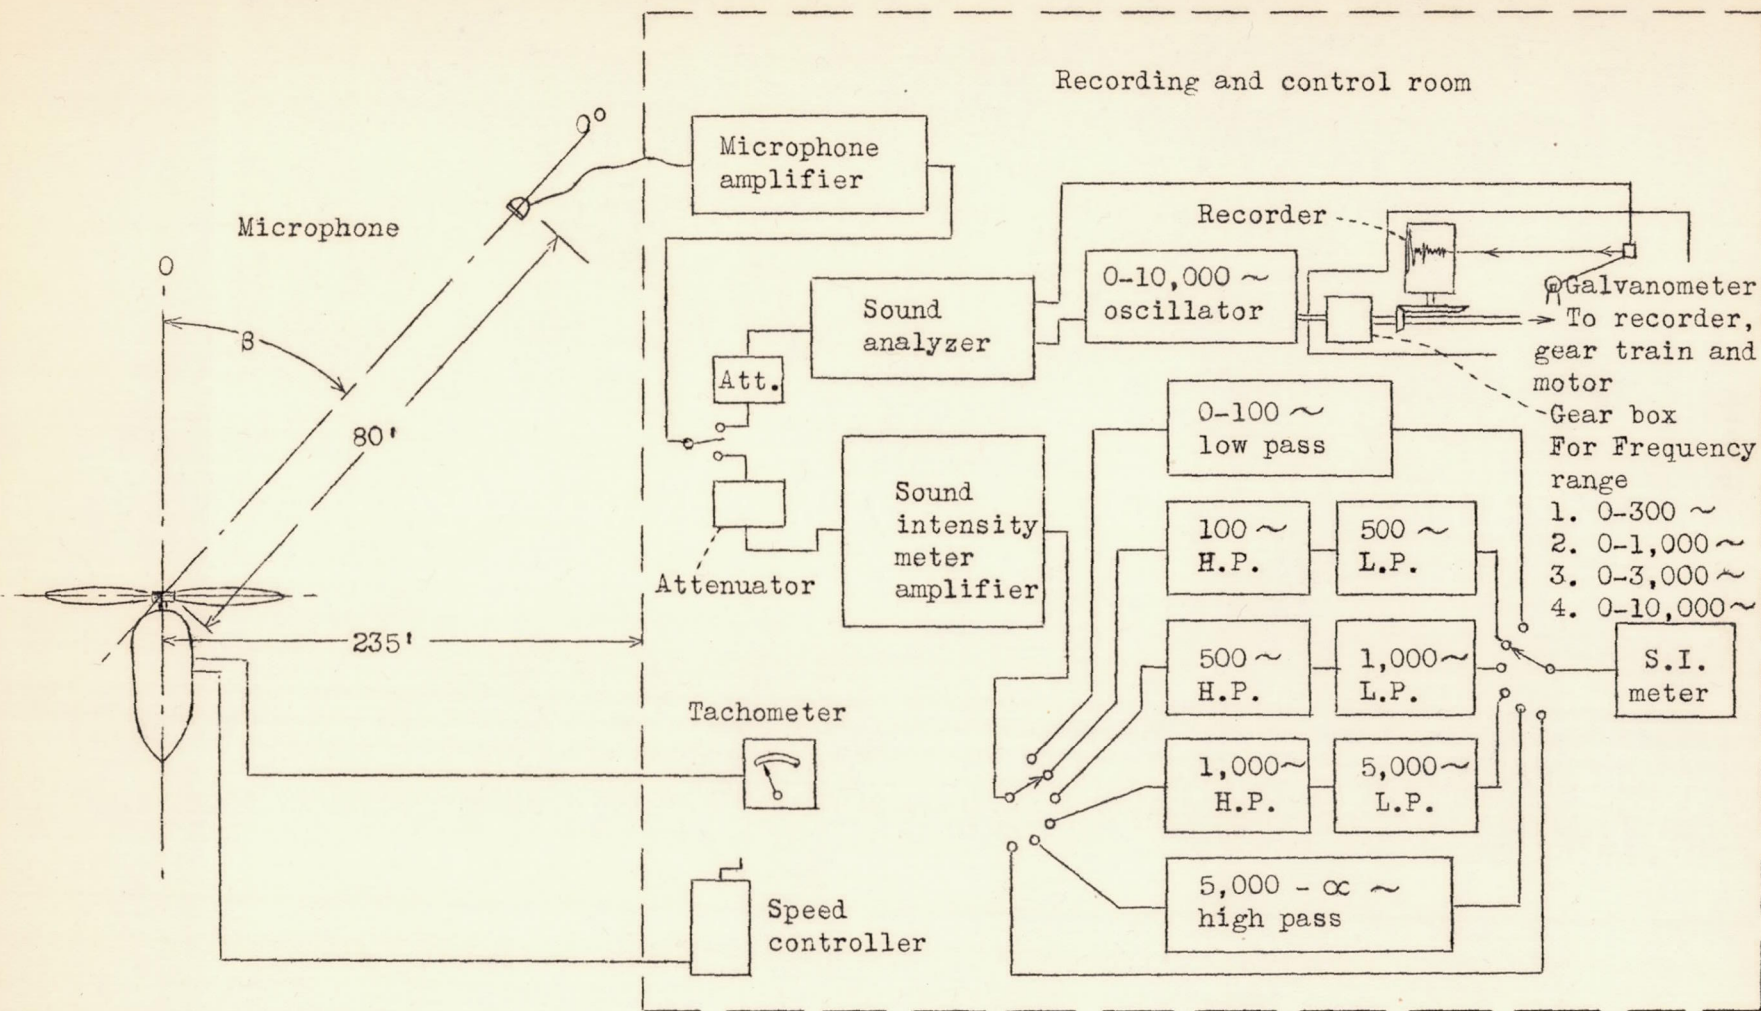 Recording and control room
0°
Microphone
amplifier
Microphone
Recorder
0
0-10,000 ~
oscillator
Galvanometer
Sound
analyzer
To recorder,
gear train and
motor
β
Att.
Gear box
For Frequency
range
1. 0-300 ~
2. 0-1,000 ~
3. 0-3,000 ~
4. 0-10,000 ~
0-100 ~
low pass
80'
Sound
intensity
meter
amplifier
100 ~
H.P.
500 ~
L.P.
Attenuator
235'
500 ~
H.P.
1,000 ~
L.P.
S.I.
meter
Tachometer
1,000 ~
H.P.
5,000 ~
L.P.
5,000 - ∝ ~
high pass
Speed
controller